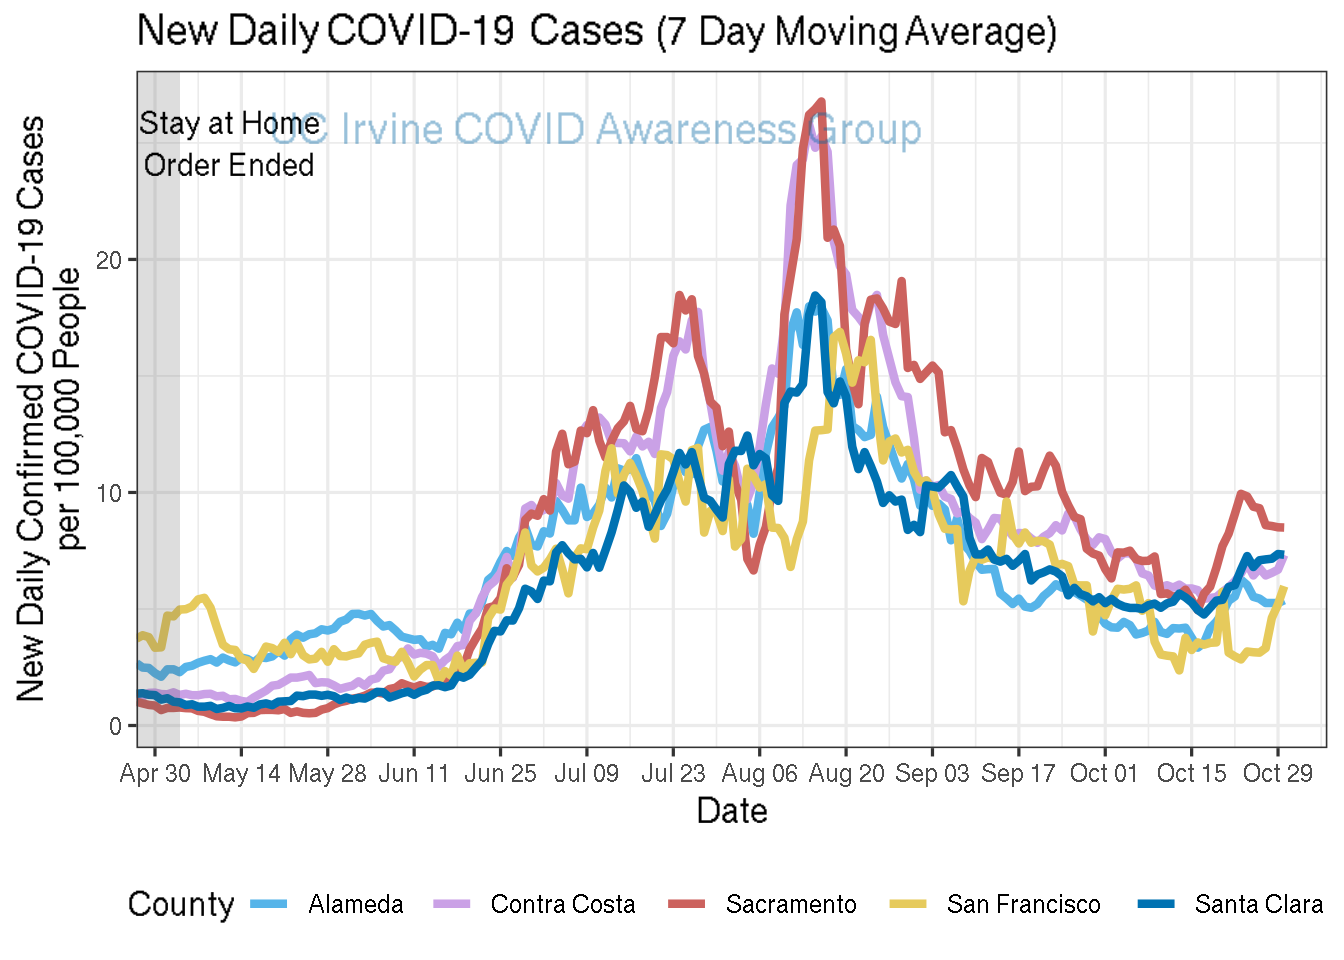 New Daily COVID-19 Cases (7 Day Moving Average)
Stay at Home
Order Ended
UC Irvine COVID Awareness Group
New Daily Confirmed COVID-19 Cases
per 100,000 People
20
10
0
Apr 30 May 14 May 28 Jun 11 Jun 25 Jul 09 Jul 23 Aug 06 Aug 20 Sep 03 Sep 17 Oct 01 Oct 15 Oct 29
Date
County Alameda Contra Costa Sacramento San Francisco Santa Clara